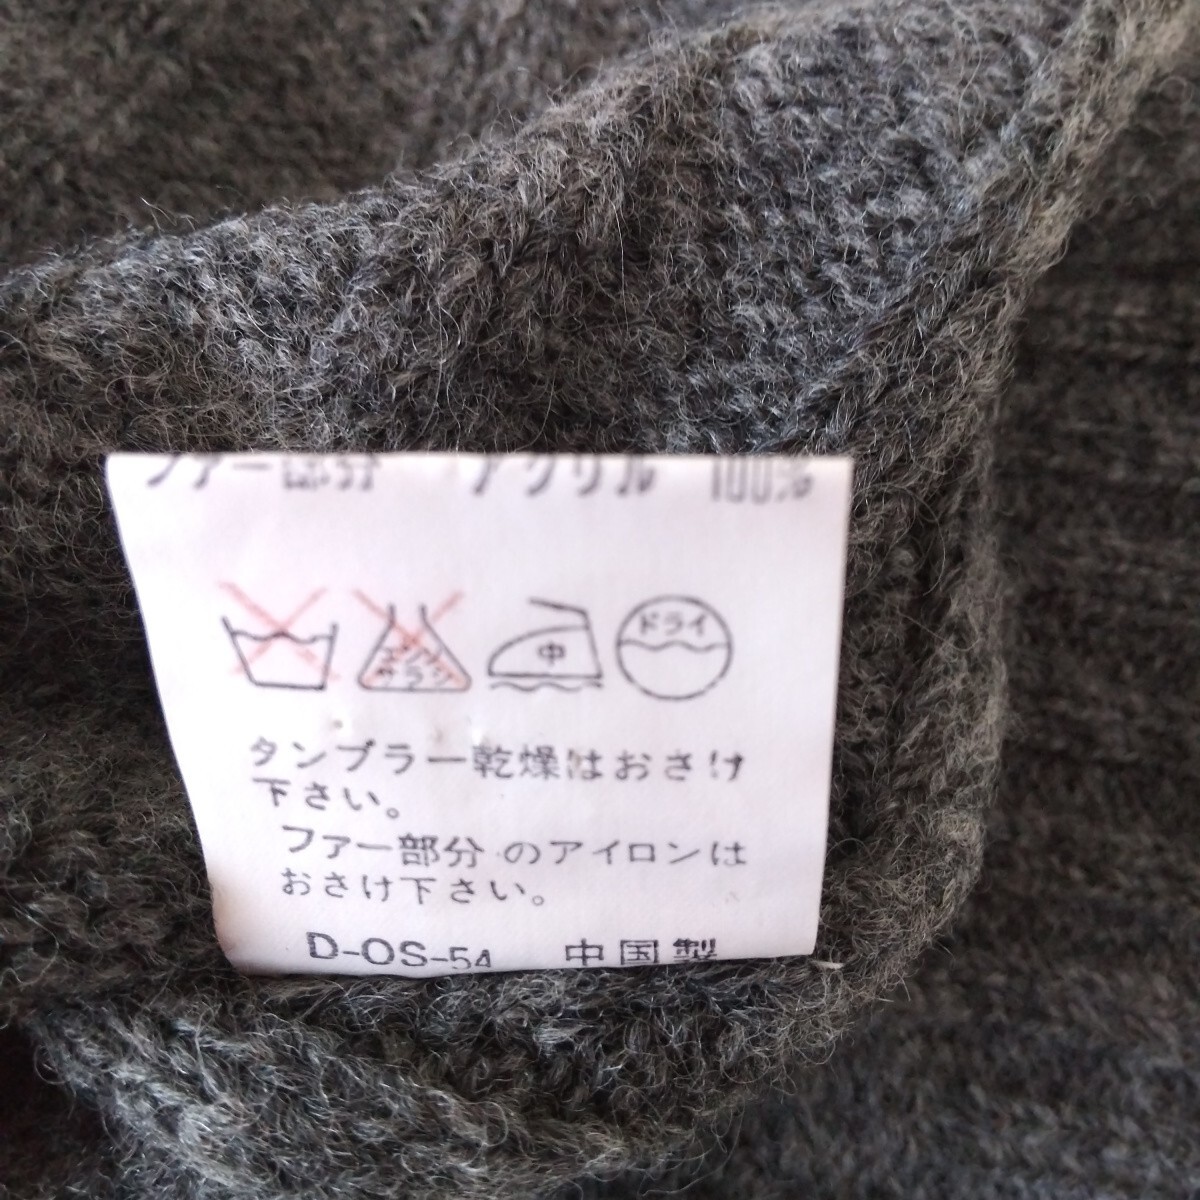 ファー部分 アクリル 100%
中 ドライ
タンブラー乾燥はおさけ
下さい。
ファー部分のアイロンは
おさけ下さい。
D-OS-54 中国製